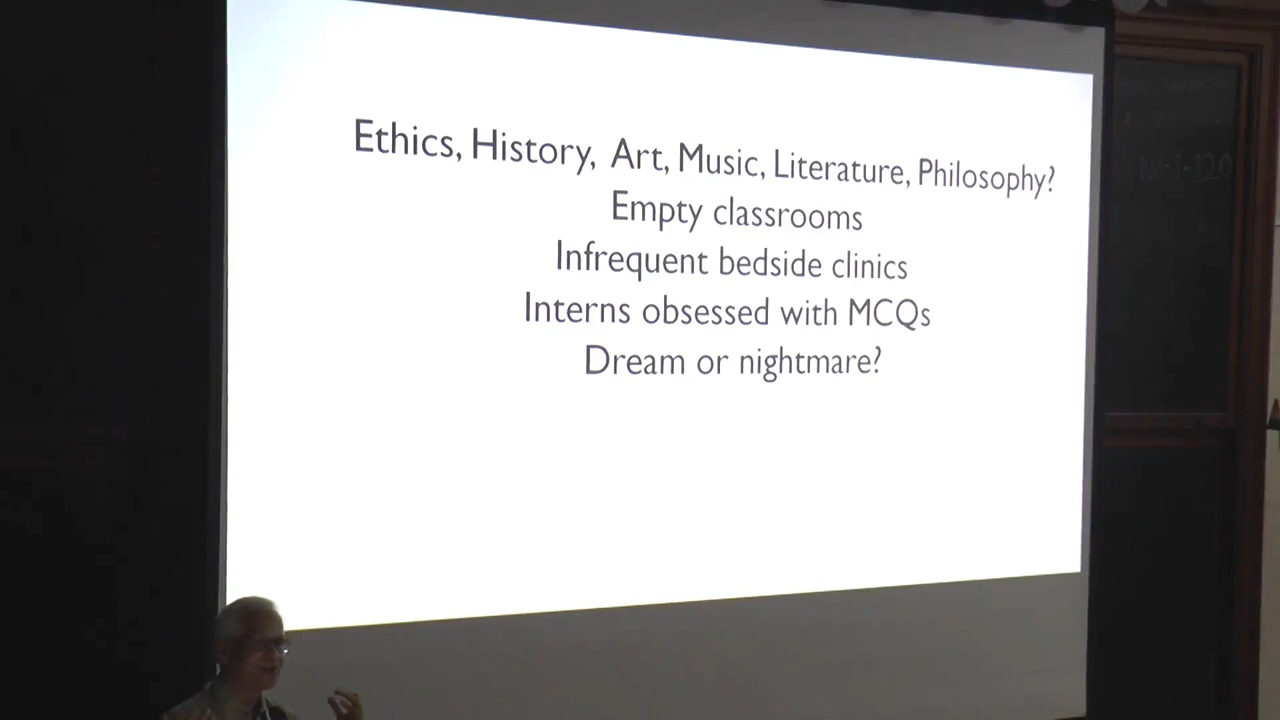 Ethics, History, Art, Music, Literature, Philosophy?
Empty classrooms
Infrequent bedside clinics
Interns obsessed with MCQs
Dream or nightmare?